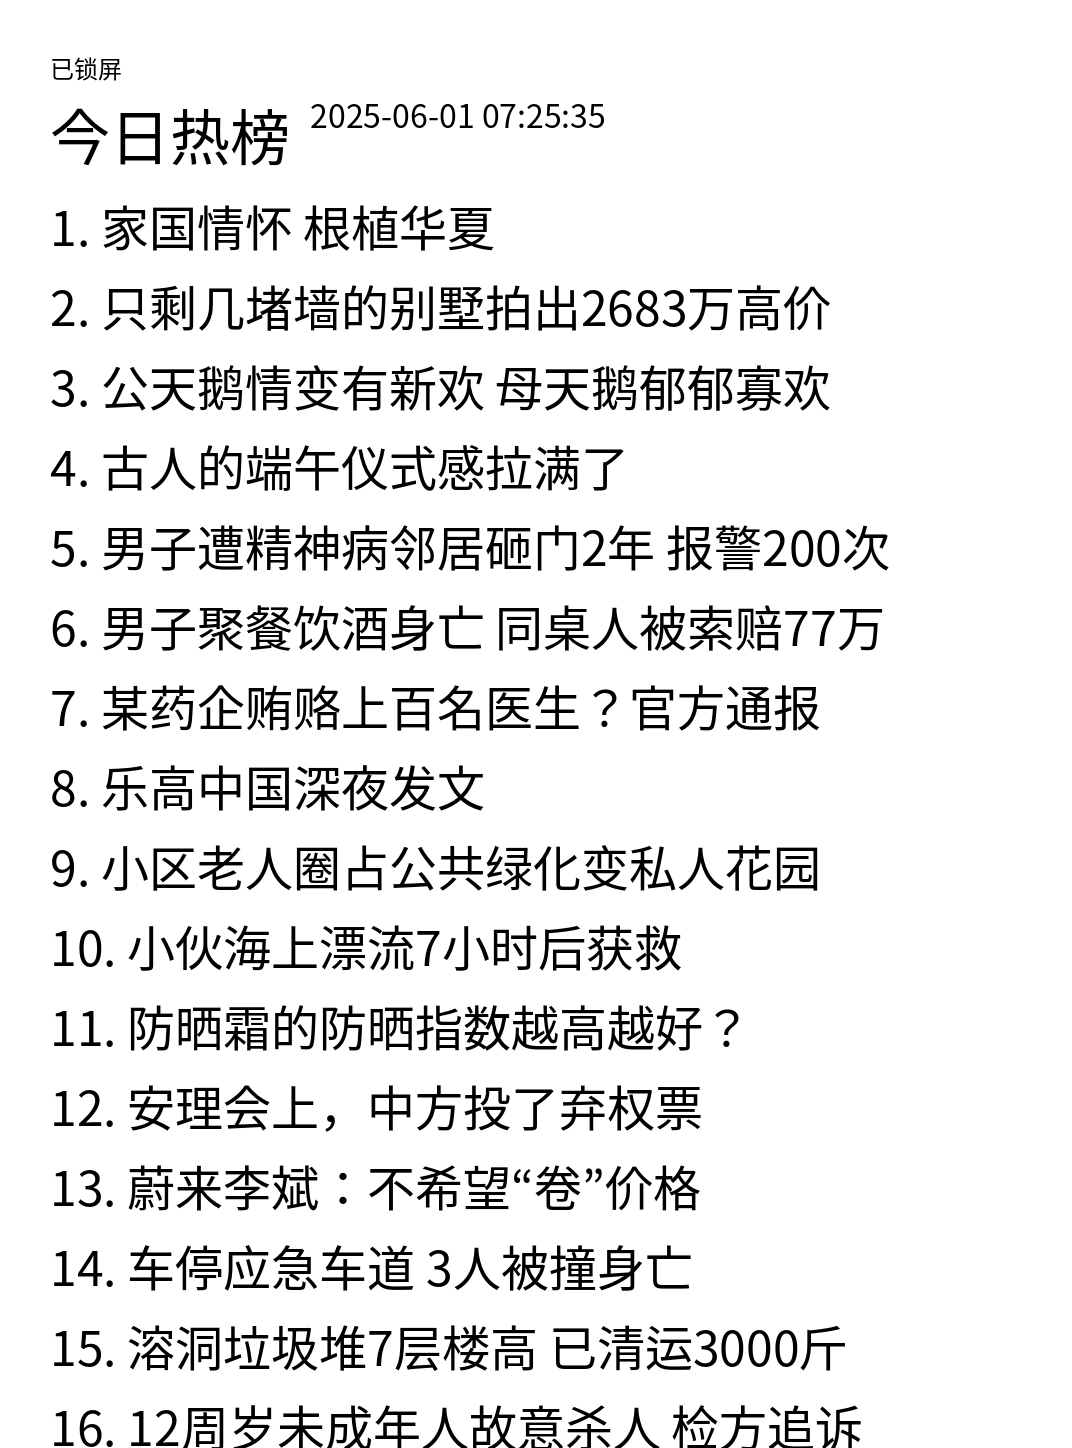 已锁屏
今日热榜 2025-06-01 07:25:35
1. 家国情怀 根植华夏
2. 只剩几堵墙的别墅拍出2683万高价
3. 公天鹅情变有新欢 母天鹅郁郁寡欢
4. 古人的端午仪式感拉满了
5. 男子遭精神病邻居砸门2年 报警200次
6. 男子聚餐饮酒身亡 同桌人被索赔77万
7. 某药企贿赂上百名医生？官方通报
8. 乐高中国深夜发文
9. 小区老人圈占公共绿化变私人花园
10. 小伙海上漂流7小时后获救
11. 防晒霜的防晒指数越高越好？
12. 安理会上，中方投了弃权票
13. 蔚来李斌：不希望“卷”价格
14. 车停应急车道 3人被撞身亡
15. 溶洞垃圾堆7层楼高 已清运3000斤
16. 12周岁未成年人故意杀人 检方追诉